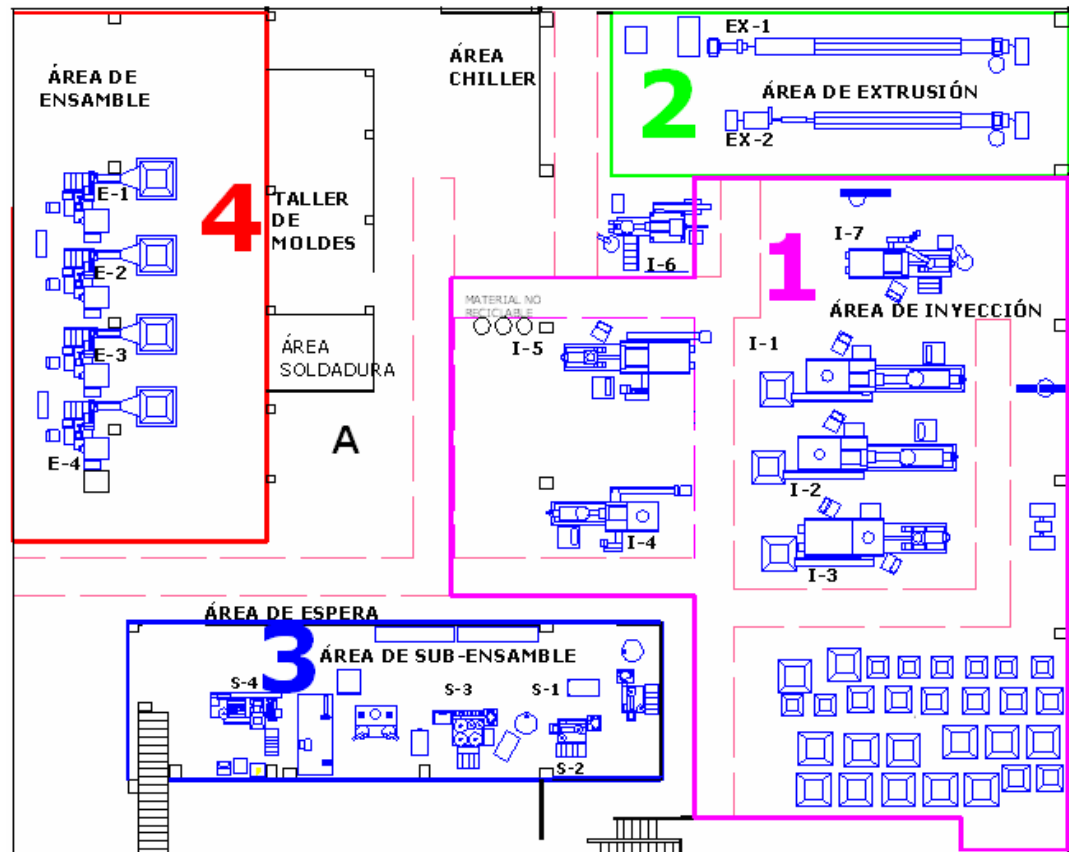 EX-1
ÁREA DE
ENSAMBLE
ÁREA
CHILLER
2
ÁREA DE EXTRUSIÓN
EX-2
E-1
4
TALLER
DE
MOLDES
I-6
1
I-7
E-2
MATERIAL NO
RECICLABLE
ÁREA DE INYECCIÓN
E-3
ÁREA
SOLDADURA
I-5
I-1
A
E-4
I-2
I-4
I-3
ÁREA DE ESPERA
3
ÁREA DE SUB-ENSAMBLE
S-4
S-3
S-1
S-2